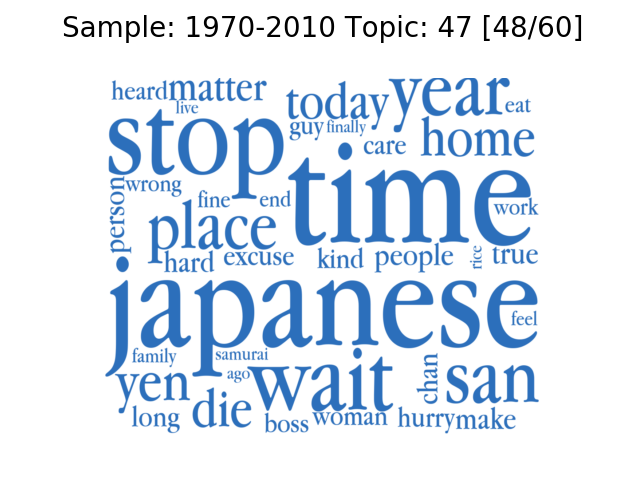 Sample: 1970-2010 Topic: 47 [48/60]
heard matter today year eat
live
stop guy finally care home
person wrong fine end time work
place
hard excuse kind people rice true
japanese feel
family samurai
ago
yen wait chan san
long die boss woman hurry make